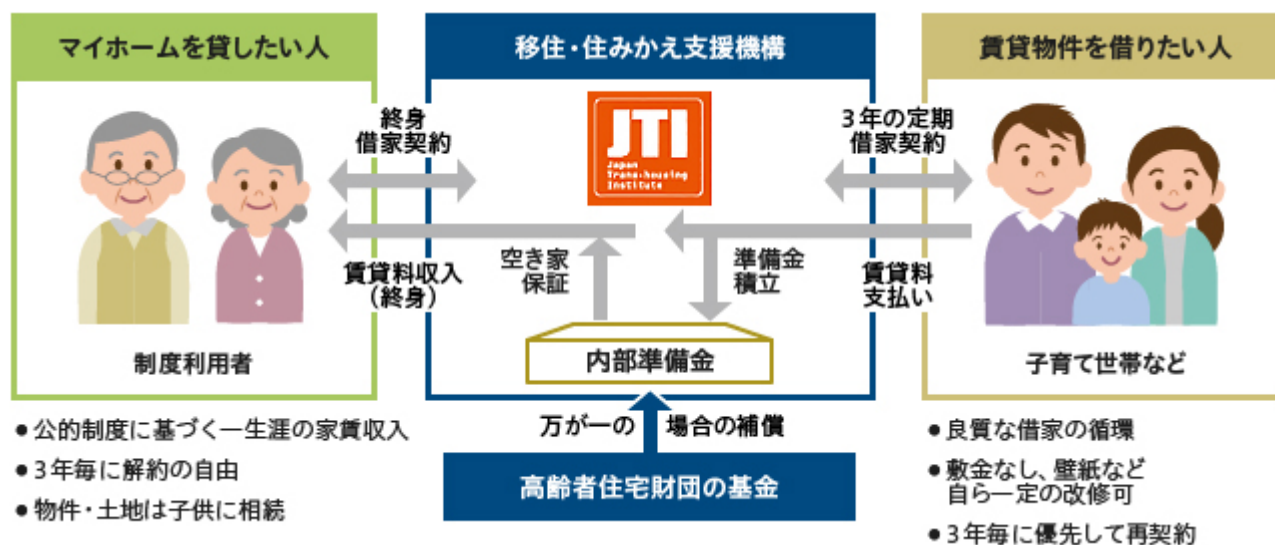 マイホームを貸したい人
制度利用者
● 公的制度に基づく一生涯の家賃収入
● 3年毎に解約の自由
● 物件・土地は子供に相続
終身
借家契約
賃貸料収入
(終身)
移住・住みかえ支援機構
JTI
Japan
Trans-housing
Institute
空き家
保証
準備金
積立
内部準備金
万が一の 場合の補償
高齢者住宅財団の基金
3年の定期
借家契約
賃貸料
支払い
賃貸物件を借りたい人
子育て世帯など
● 良質な借家の循環
● 敷金なし、壁紙など
自ら一定の改修可
● 3年毎に優先して再契約